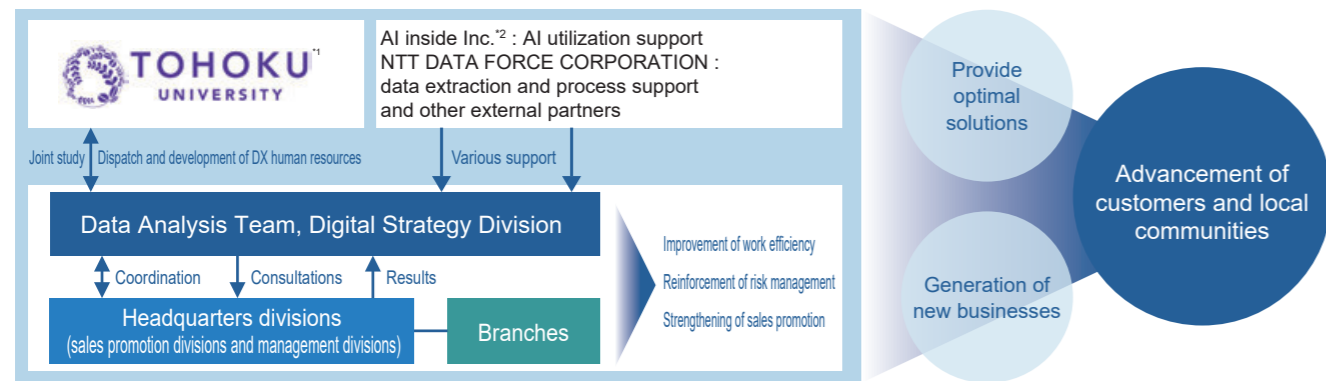 TOHOKU*1
UNIVERSITY
AI inside Inc.*2 : AI utilization support
NTT DATA FORCE CORPORATION :
data extraction and process support
and other external partners
Joint study
Dispatch and development of DX human resources
Various support
Data Analysis Team, Digital Strategy Division
Coordination
Consultations
Results
Headquarters divisions
(sales promotion divisions and management divisions)
Branches
Improvement of work efficiency
Reinforcement of risk management
Strengthening of sales promotion
Provide
optimal
solutions
Generation of
new businesses
Advancement of
customers and local
communities